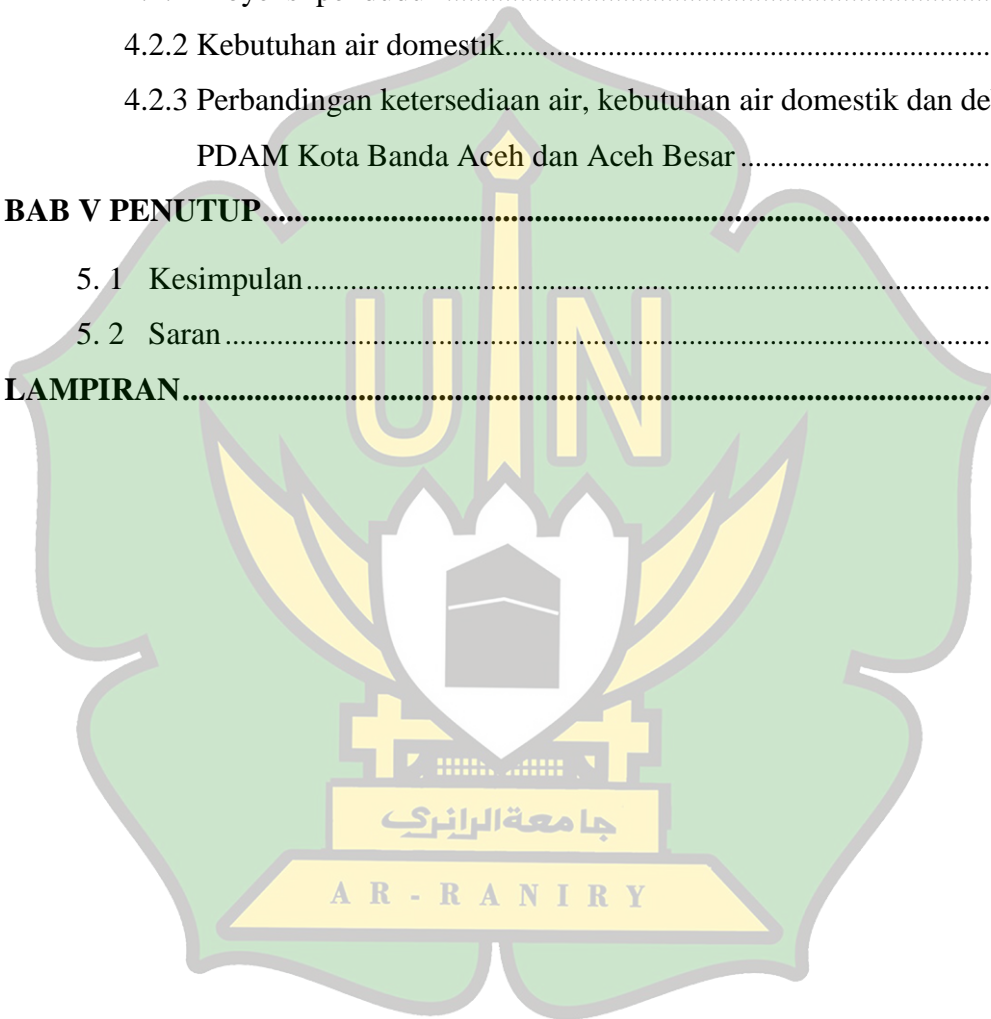 4.2.2 Kebutuhan air domestik
4.2.3 Perbandingan ketersediaan air, kebutuhan air domestik dan de
PDAM Kota Banda Aceh dan Aceh Besar
BAB V PENUTUP
5. 1 Kesimpulan
5. 2 Saran
LAMPIRAN
UIN
جامعة الرانري
AR-RANIRY